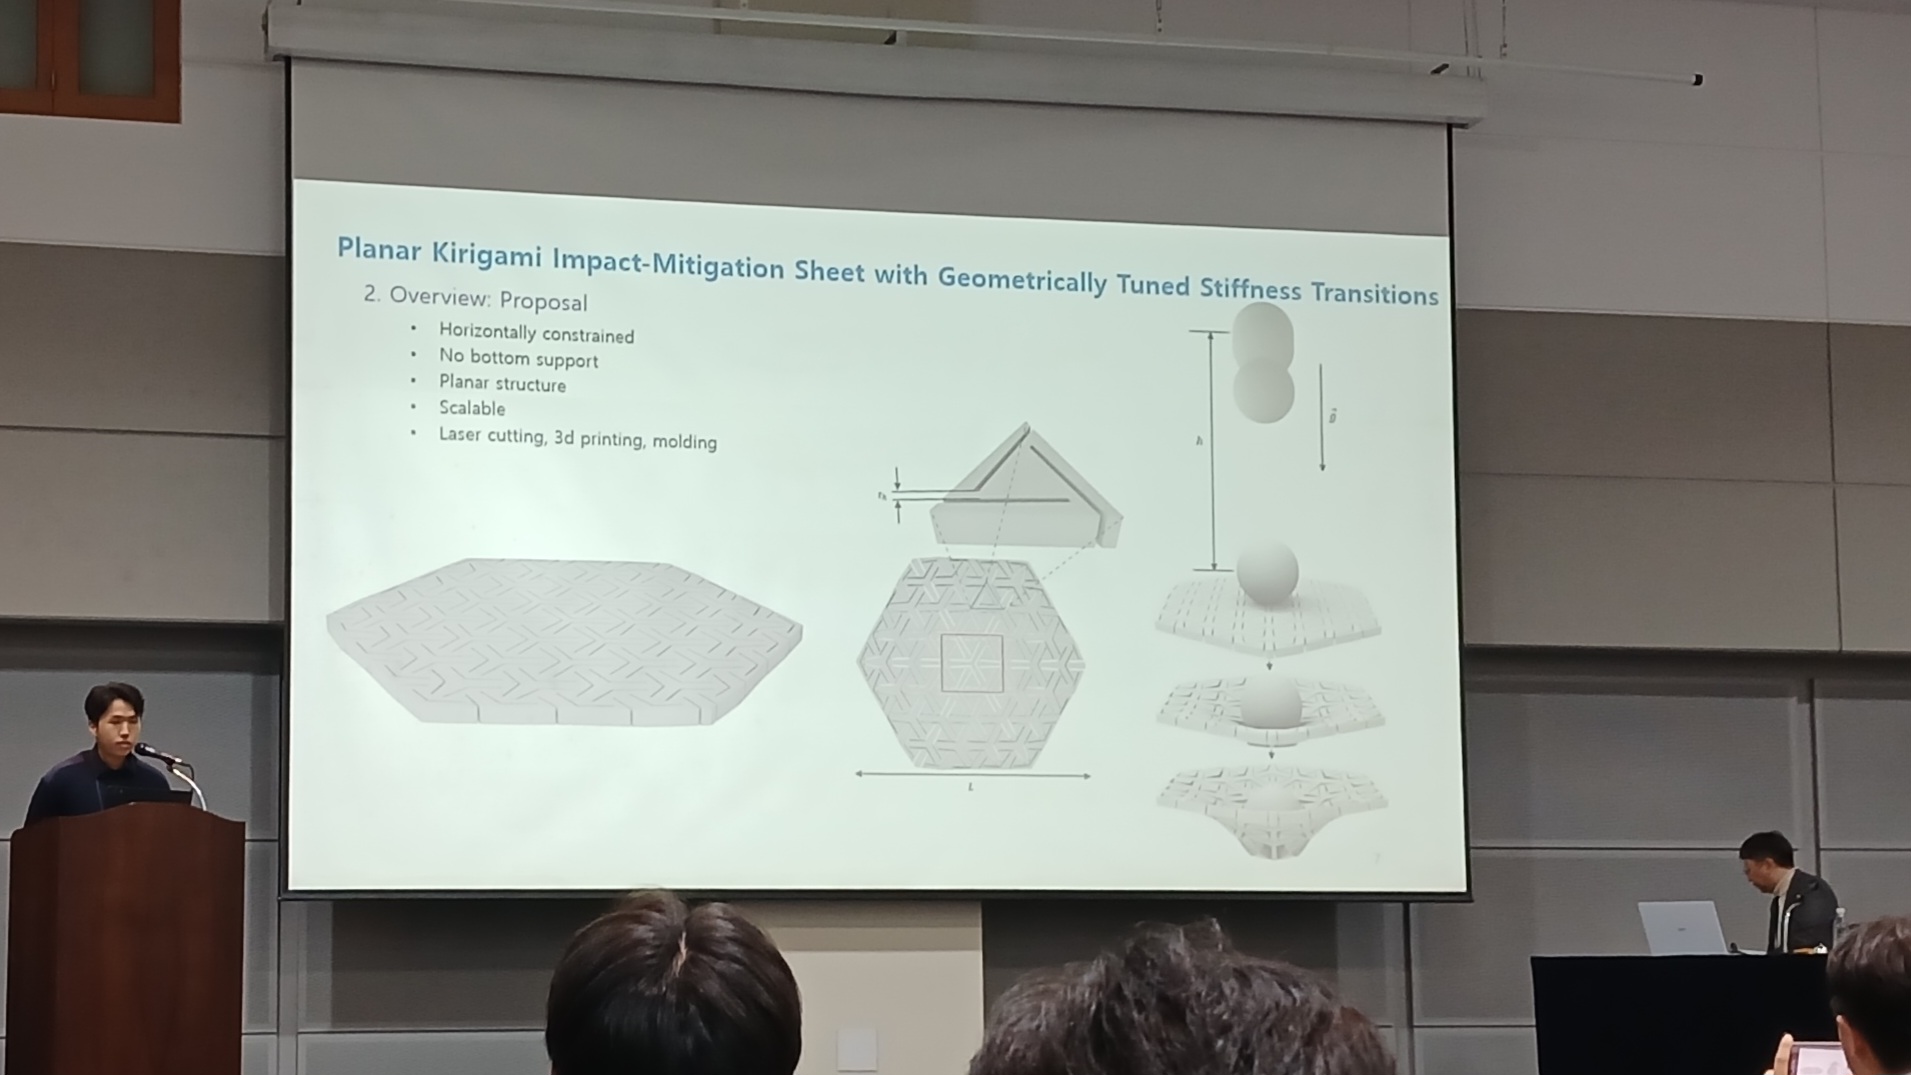 Planar Kirigami Impact-Mitigation Sheet with Geometrically Tuned Stiffness Transitions
2. Overview: Proposal
• Horizontally constrained
• No bottom support
• Planar structure
• Scalable
• Laser cutting, 3d printing, molding
h
L
7